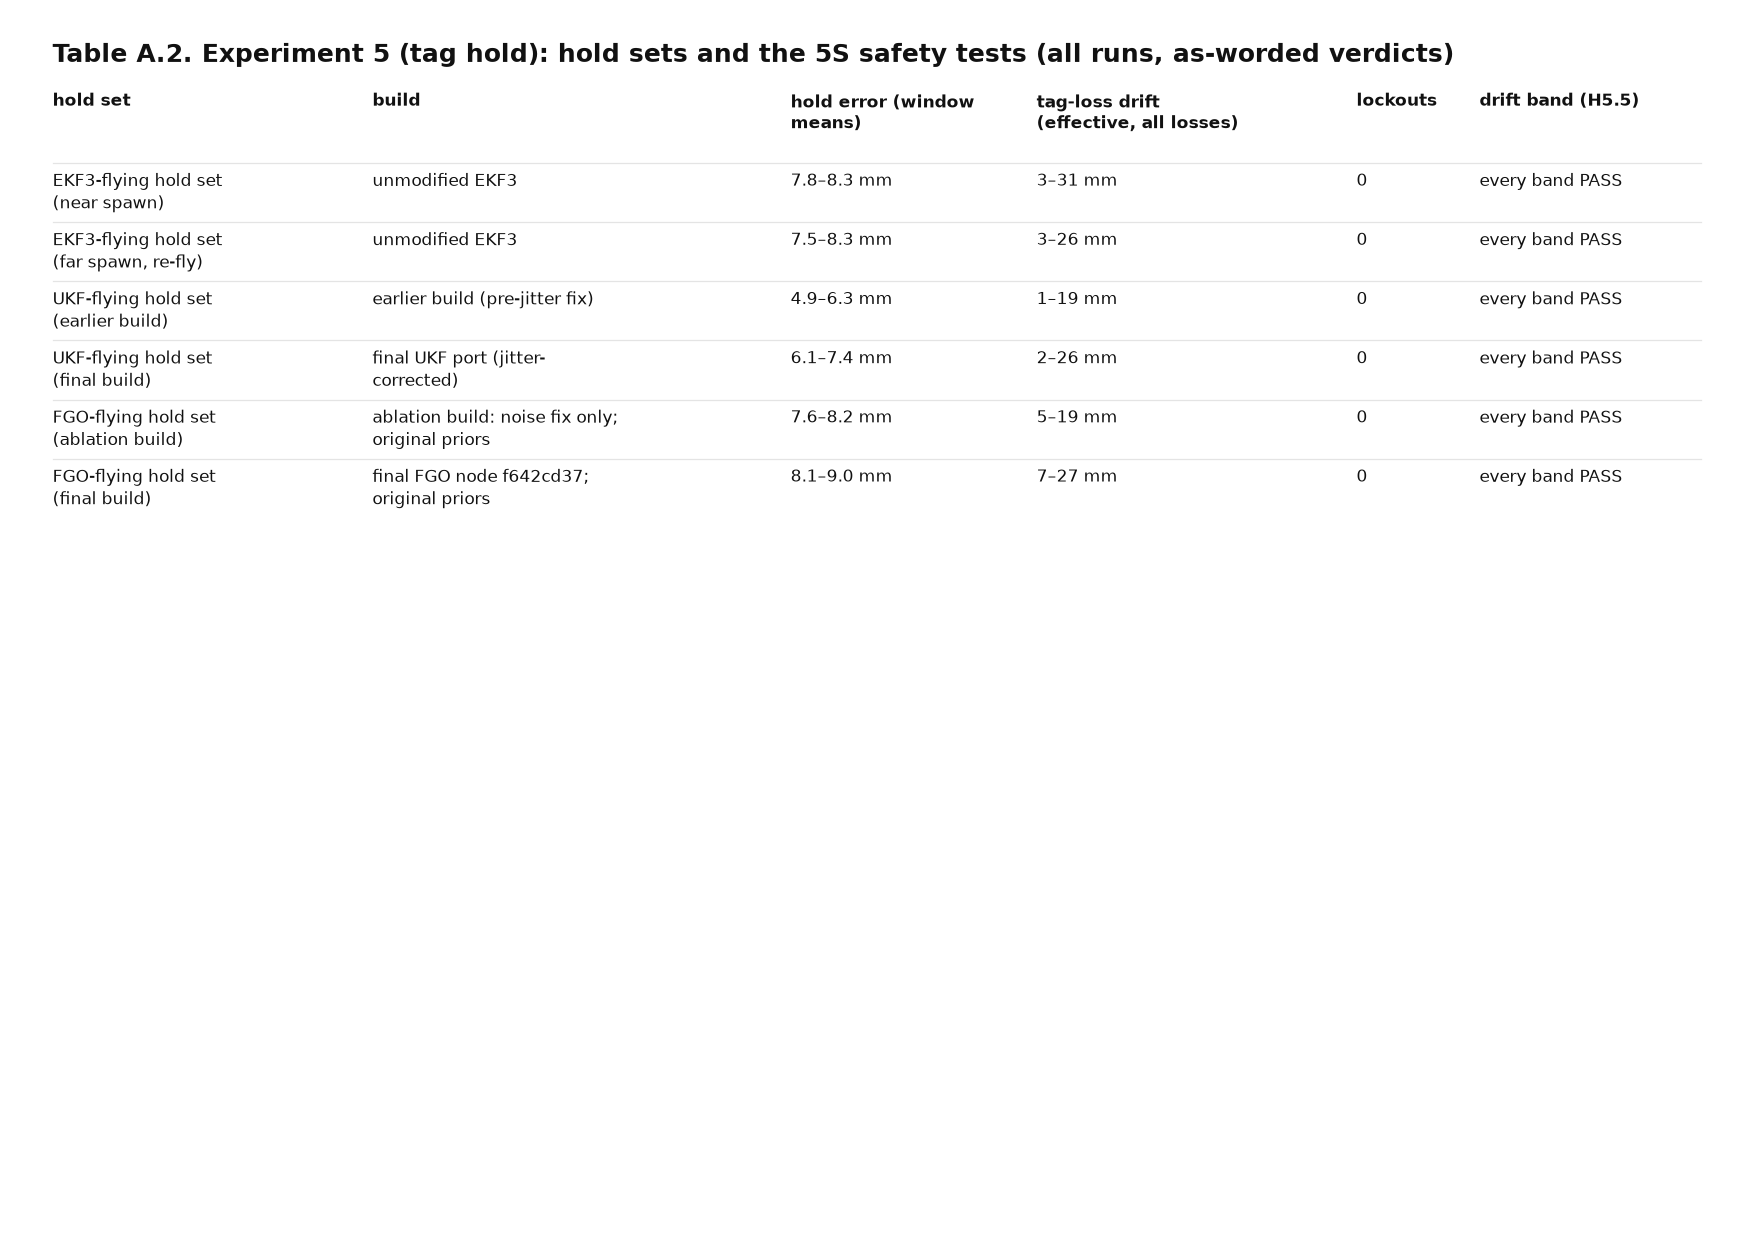 Table A.2. Experiment 5 (tag hold): hold sets and the 5S safety tests (all runs, as-worded verdicts)
hold set build hold error (window means) tag-loss drift (effective, all losses) lockouts drift band (H5.5)
EKF3-flying hold set (near spawn) unmodified EKF3 7.8–8.3 mm 3–31 mm 0 every band PASS
EKF3-flying hold set (far spawn, re-fly) unmodified EKF3 7.5–8.3 mm 3–26 mm 0 every band PASS
UKF-flying hold set (earlier build) earlier build (pre-jitter fix) 4.9–6.3 mm 1–19 mm 0 every band PASS
UKF-flying hold set (final build) final UKF port (jitter-corrected) 6.1–7.4 mm 2–26 mm 0 every band PASS
FGO-flying hold set (ablation build) ablation build: noise fix only; original priors 7.6–8.2 mm 5–19 mm 0 every band PASS
FGO-flying hold set (final build) final FGO node f642cd37; original priors 8.1–9.0 mm 7–27 mm 0 every band PASS